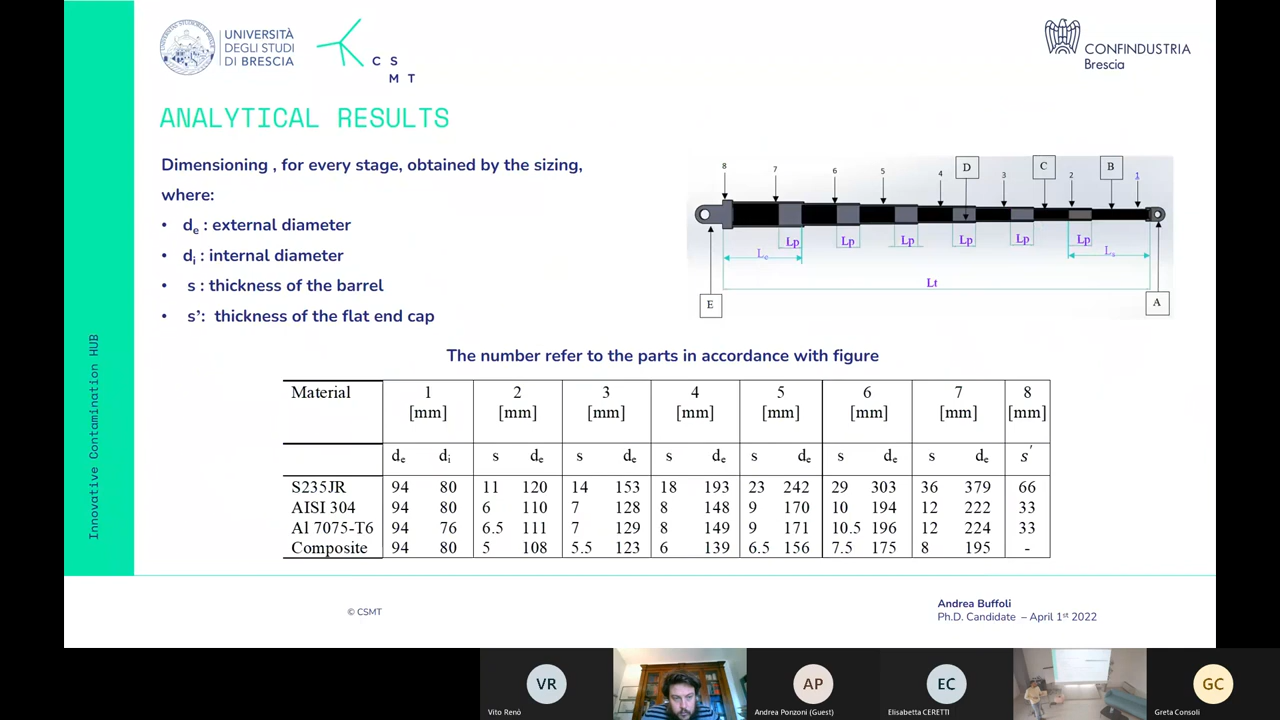 UNIVERSITÀ
DEGLI STUDI
DI BRESCIA
C S
M T
CONFINDUSTRIA
Brescia
ANALYTICAL RESULTS
Dimensioning , for every stage, obtained by the sizing,
where:
• de : external diameter
• di : internal diameter
• s : thickness of the barrel
• s’: thickness of the flat end cap
8 7 6 5 4 D 3 C 2 B 1
Lp Lp Lp Lp Lp Lp
Le
Lt
E A
The number refer to the parts in accordance with figure
Material 1 2 3 4 5 6 7 8
[mm] [mm] [mm] [mm] [mm] [mm] [mm] [mm]
de di s de s de s de s de s de s de s′
S235JR 94 80 11 120 14 153 18 193 23 242 29 303 36 379 66
AISI 304 94 80 6 110 7 128 8 148 9 170 10 194 12 222 33
Al 7075-T6 94 76 6.5 111 7 129 8 149 9 171 10.5 196 12 224 33
Composite 94 80 5 108 5.5 123 6 139 6.5 156 7.5 175 8 195 -
Innovative Contamination HUB
© CSMT
Andrea Buffoli
Ph.D. Candidate – April 1st 2022
VR AP EC GC
Vito Renò Andrea Ponzoni (Guest) Elisabetta CERETTI Greta Consoli